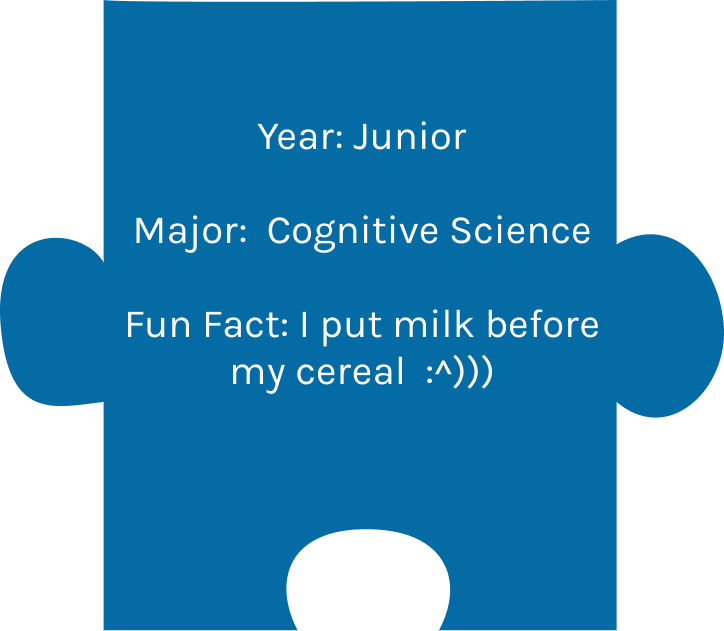 Year: Junior
Major:  Cognitive Science
Fun Fact: I put milk before
my cereal  :^)))